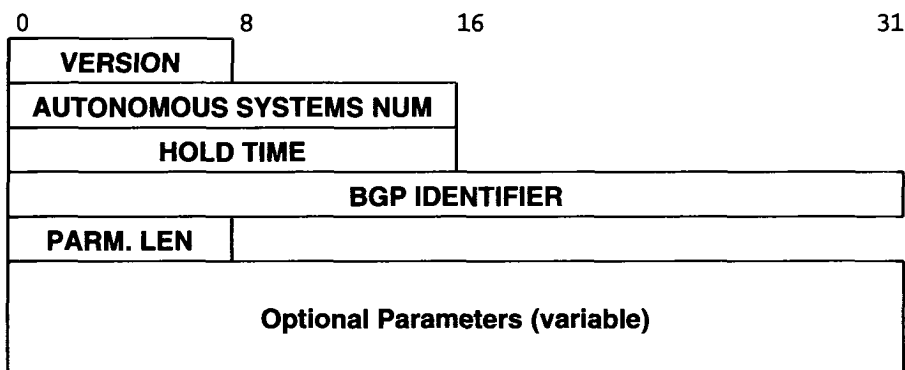 0 8 16 31
VERSION
AUTONOMOUS SYSTEMS NUM
HOLD TIME
BGP IDENTIFIER
PARM. LEN
Optional Parameters (variable)